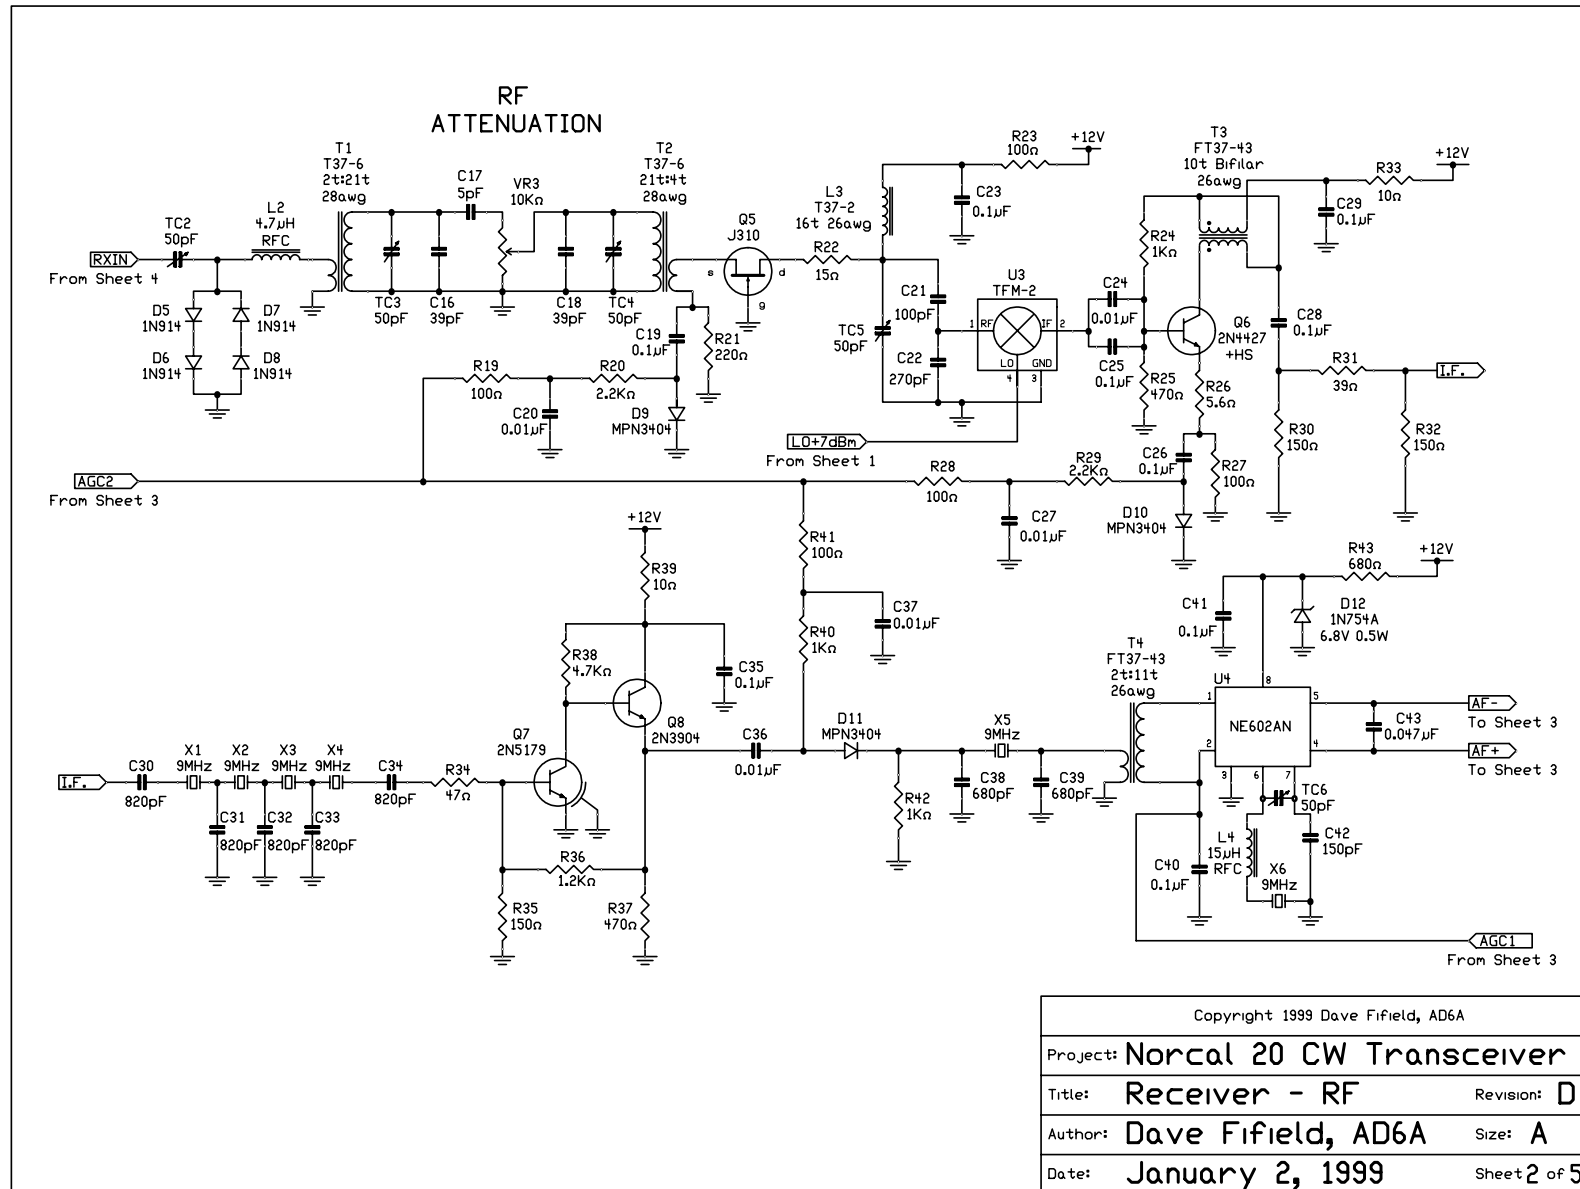 RF
ATTENUATION
T1
T37-6
2t:21t
28awg
C17
5pF
VR3
10KΩ
T2
T37-6
21t:4t
28awg
TC2
50pF
L2
4.7µH
RFC
RXIN
From Sheet 4
D5
1N914
D7
1N914
D6
1N914
D8
1N914
TC3
50pF
C16
39pF
C18
39pF
TC4
50pF
Q5
J310
s
d
g
R22
15Ω
L3
T37-2
16t 26awg
R23
100Ω
+12V
C23
0.1µF
C19
0.1µF
R21
220Ω
R19
100Ω
R20
2.2KΩ
C20
0.01µF
D9
MPN3404
TC5
50pF
C21
100pF
C22
270pF
U3
TFM-2
1
RF
IF
2
LO
GND
4
3
LO+7dBm
From Sheet 1
C24
0.01µF
C25
0.1µF
R24
1KΩ
R25
470Ω
T3
FT37-43
10t Bifilar
26awg
Q6
2N4427
+HS
R26
5.6Ω
C29
0.1µF
R33
10Ω
+12V
C28
0.1µF
R31
39Ω
I.F.
R30
150Ω
R32
150Ω
C26
0.1µF
R27
100Ω
AGC2
From Sheet 3
R28
100Ω
R29
2.2KΩ
C27
0.01µF
D10
MPN3404
+12V
R39
10Ω
R41
100Ω
C37
0.01µF
R40
1KΩ
R38
4.7KΩ
C35
0.1µF
Q8
2N3904
Q7
2N5179
C36
0.01µF
D11
MPN3404
I.F.
C30
820pF
X1
9MHz
X2
9MHz
X3
9MHz
X4
9MHz
C34
820pF
R34
47Ω
C31
820pF
C32
820pF
C33
820pF
R36
1.2KΩ
R35
150Ω
R37
470Ω
R42
1KΩ
X5
9MHz
C38
680pF
C39
680pF
T4
FT37-43
2t:11t
26awg
C41
0.1µF
D12
1N754A
6.8V 0.5W
R43
680Ω
+12V
U4
NE602AN
1
8
5
2
4
3
6
7
C43
0.047µF
AF-
To Sheet 3
AF+
To Sheet 3
TC6
50pF
L4
15µH
RFC
C42
150pF
X6
9MHz
C40
0.1µF
AGC1
From Sheet 3
Copyright 1999 Dave Fifield, AD6A
Project: Norcal 20 CW Transceiver
Title: Receiver - RF Revision: D
Author: Dave Fifield, AD6A Size: A
Date: January 2, 1999 Sheet 2 of 5